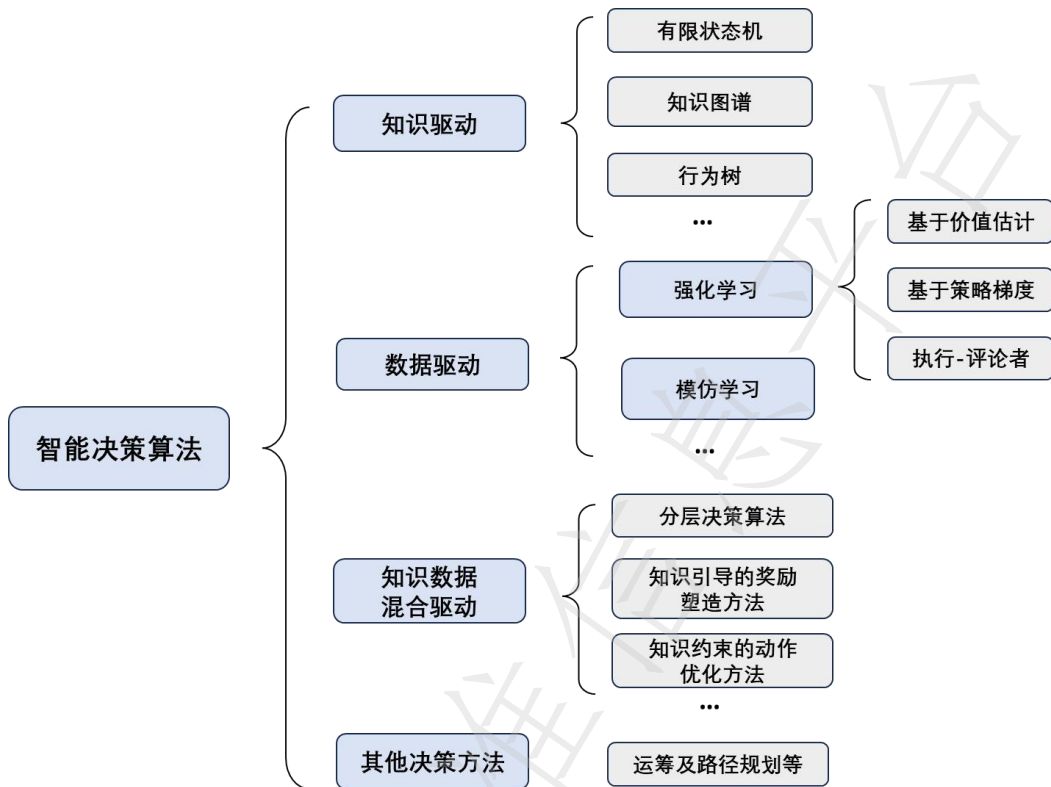 智能决策算法
知识驱动
有限状态机
知识图谱
行为树
...
数据驱动
强化学习
基于价值估计
基于策略梯度
执行-评论者
模仿学习
...
知识数据
混合驱动
分层决策算法
知识引导的奖励
塑造方法
知识约束的动作
优化方法
...
其他决策方法
运筹及路径规划等